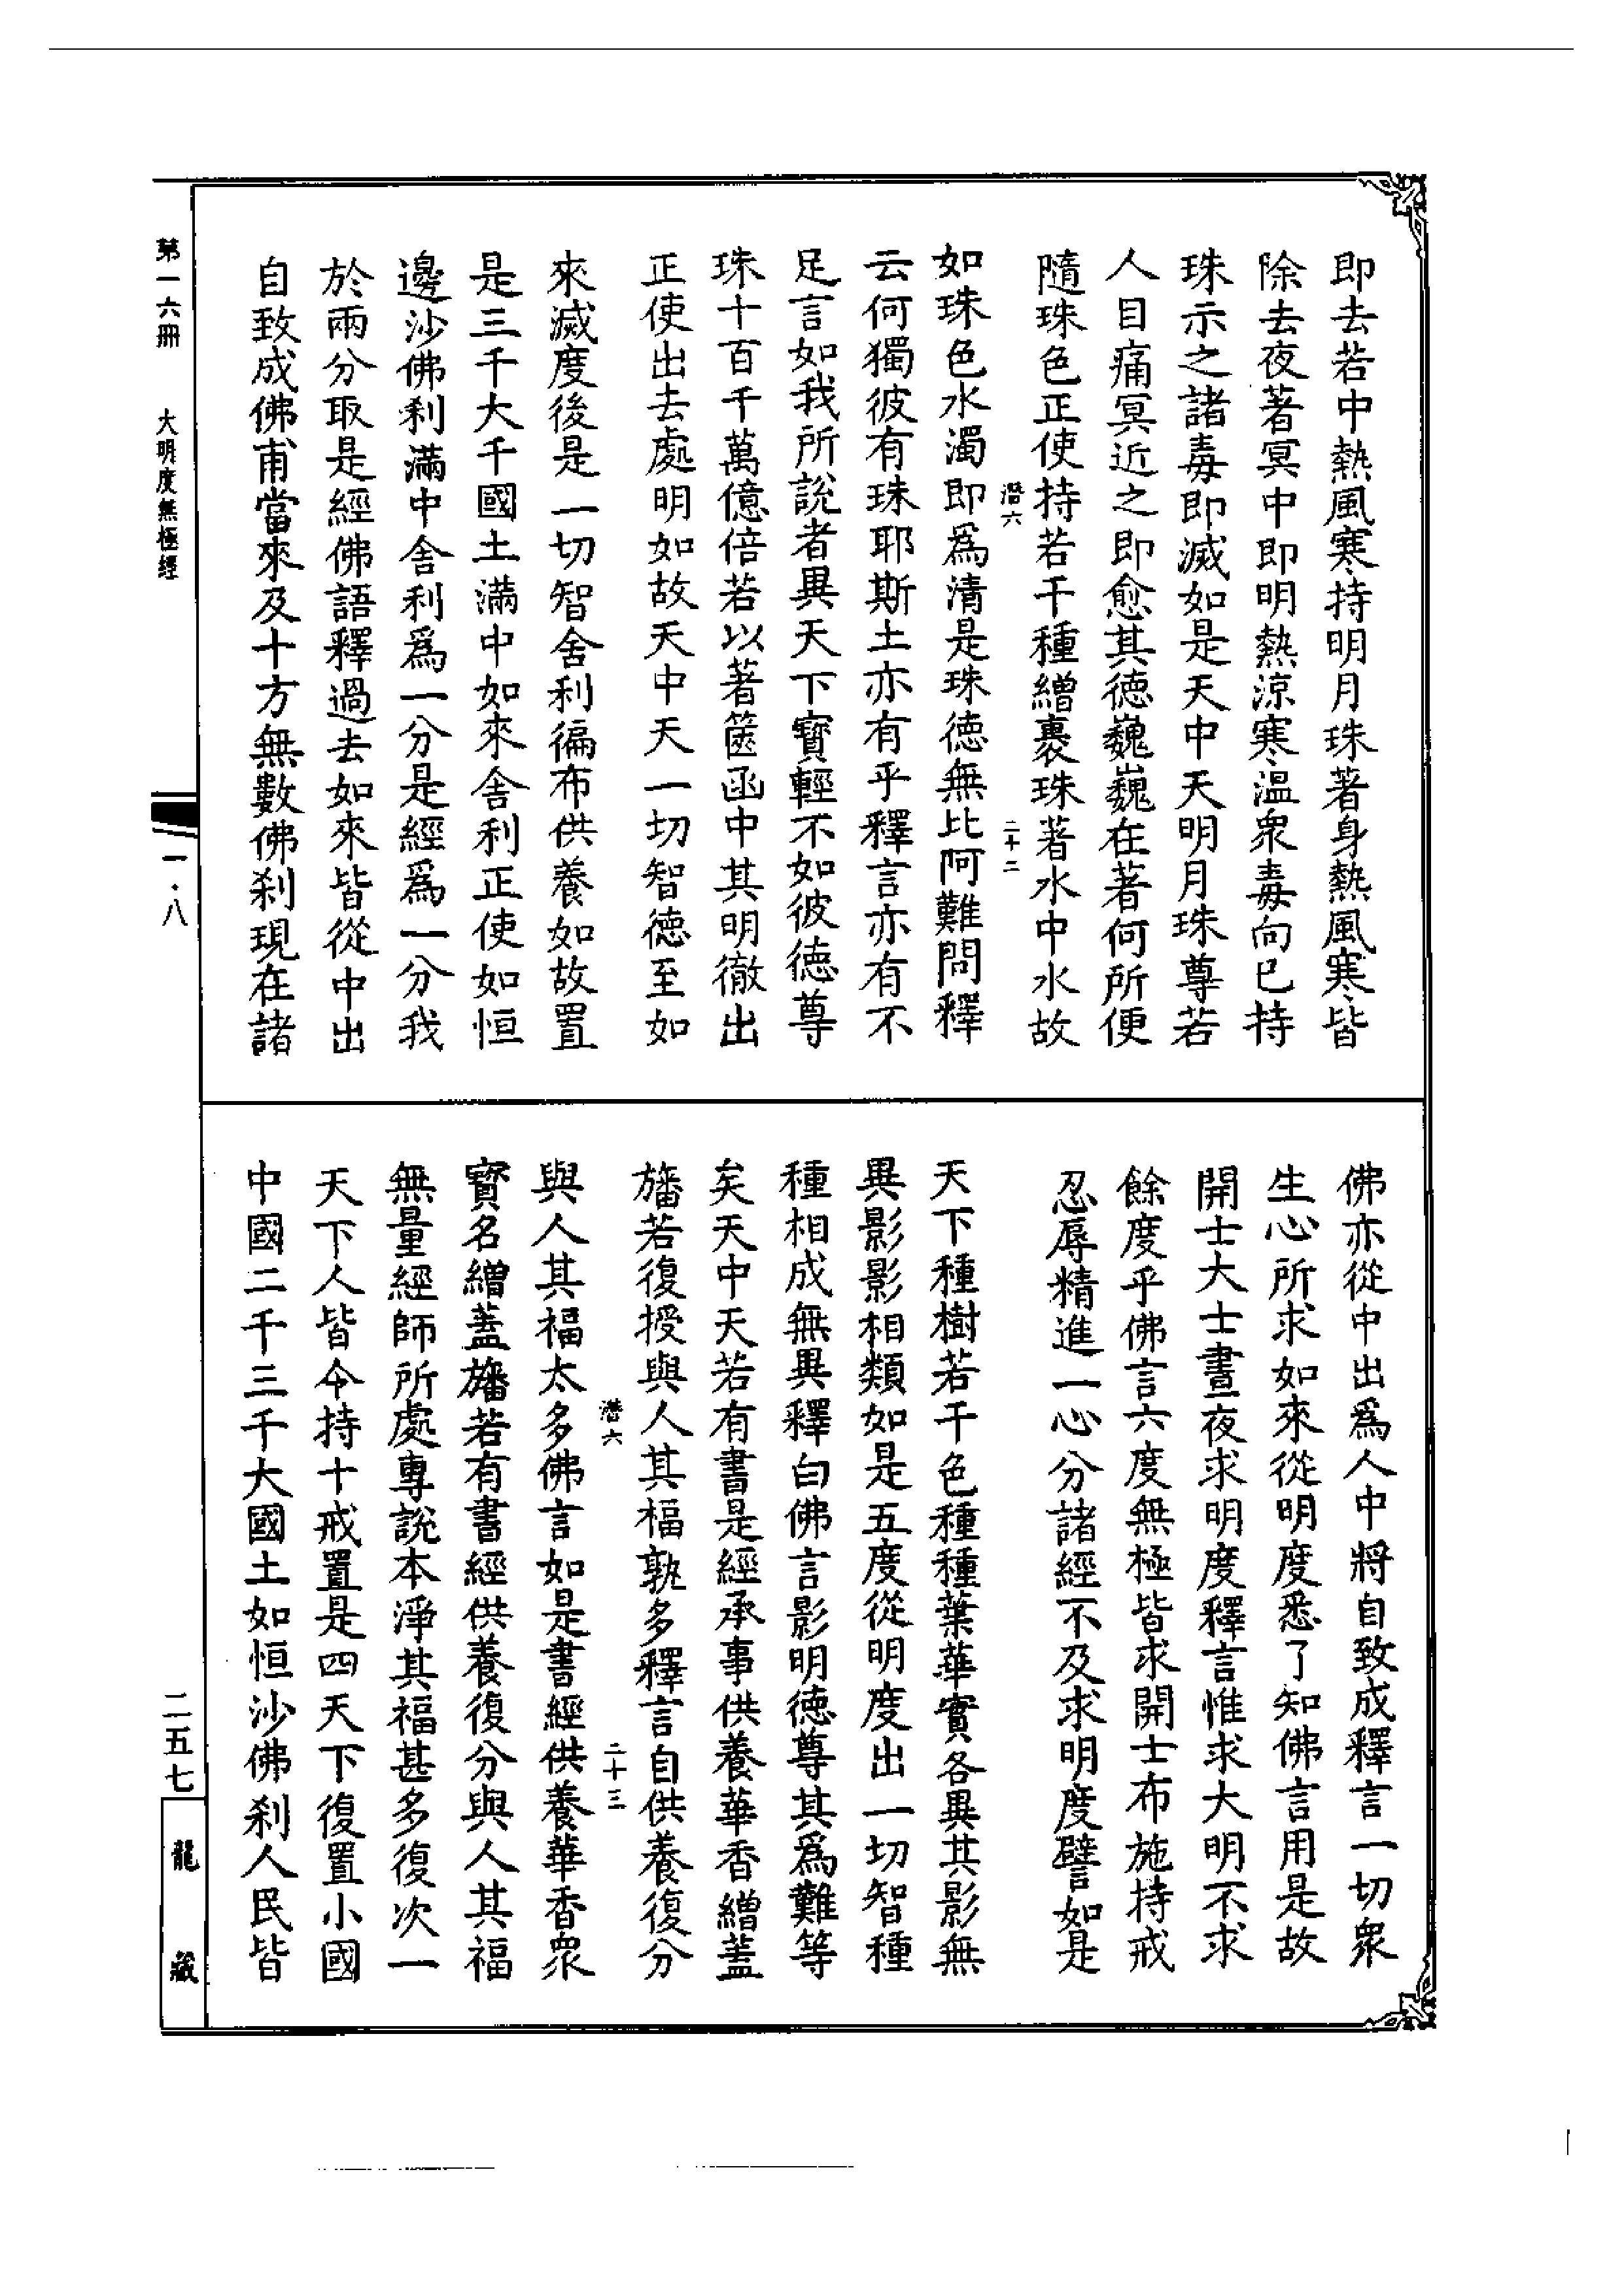 即去若中熱風寒持明月珠著身熱風寒皆
除去夜著冥中即明熱涼寒溫衆毒向已持
珠示之諸毒即滅如是天中天明月珠尊若
人目痛冥近之即愈其德巍巍在著何所便
隨珠色正使持若干種繒裹珠著水中水故
潛六
二十二
如珠色水濁即爲清是珠德無比阿難問釋
云何獨彼有珠耶斯土亦有乎釋言亦有不
足言如我所說者異天下寶輕不如彼德尊
珠十百千萬億倍若以著篋函中其明徹出
正使出去處明如故天中天一切智德至如
來滅度後是一切智舍利徧布供養如故置
是三千大千國土滿中如來舍利正使如恒
邊沙佛刹滿中舍利爲一分是經爲一分我
於兩分取是經佛語釋過去如來皆從中出
自致成佛甫當來及十方無數佛刹現在諸
佛亦從中出爲人中將自致成釋言一切衆
生心所求如來從明度悉了知佛言用是故
開士大士晝夜求明度釋言惟求大明不求
餘度乎佛言六度無極皆求開士布施持戒
忍辱精進一心分諸經不及求明度譬如是
天下種樹若干色種種葉華實各異其影無
異影影相類如是五度從明度出一切智種
種相成無異釋白佛言影明德尊其爲難等
矣天中天若有書是經承事供養華香繒蓋
旛若復授與人其福孰多釋言自供養復分
潛六
二十三
與人其福太多佛言如是書經供養華香眾
寳名繒蓋旛若有書經供養復分與人其福
無量經師所處專說本淨其福甚多復次一
天下人皆令持十戒置是四天下復置小國
中國二千三千大國土如恒沙佛刹人民皆
第一六冊
大明度無極經
一·八
二五七
龍藏